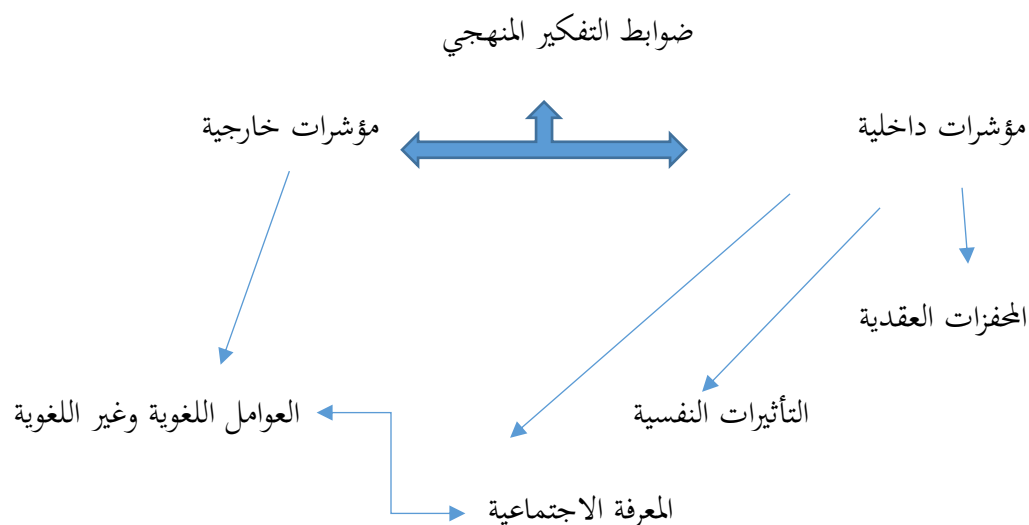 ضوابط التفكير المنهجي
مؤشرات داخلية
مؤشرات خارجية
المحفزات العقدية
التأثيرات النفسية
العوامل اللغوية وغير اللغوية
المعرفة الاجتماعية